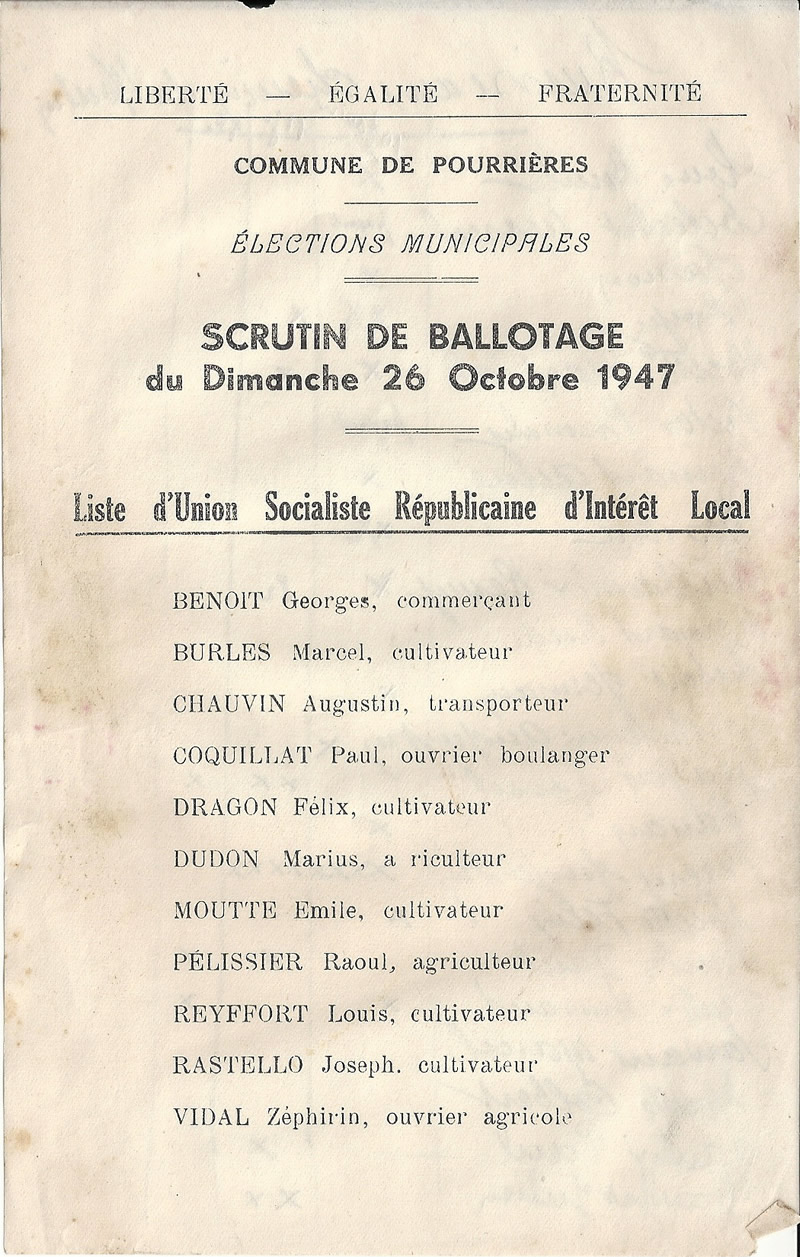 LIBERTÉ — ÉGALITÉ — FRATERNITÉ
COMMUNE DE POURRIÈRES
ÉLECTIONS MUNICIPALES
SCRUTIN DE BALLOTAGE
du Dimanche 26 Octobre 1947
Liste d'Union Socialiste Républicaine d'Intérêt Local
BENOIT Georges, commerçant
BURLES Marcel, cultivateur
CHAUVIN Augustin, transporteur
COQUILLAT Paul, ouvrier boulanger
DRAGON Félix, cultivateur
DUDON Marius, a riculteur
MOUTTE Emile, cultivateur
PÉLISSIER Raoul, agriculteur
REYFFORT Louis, cultivateur
RASTELLO Joseph. cultivateur
VIDAL Zéphirin, ouvrier agricole